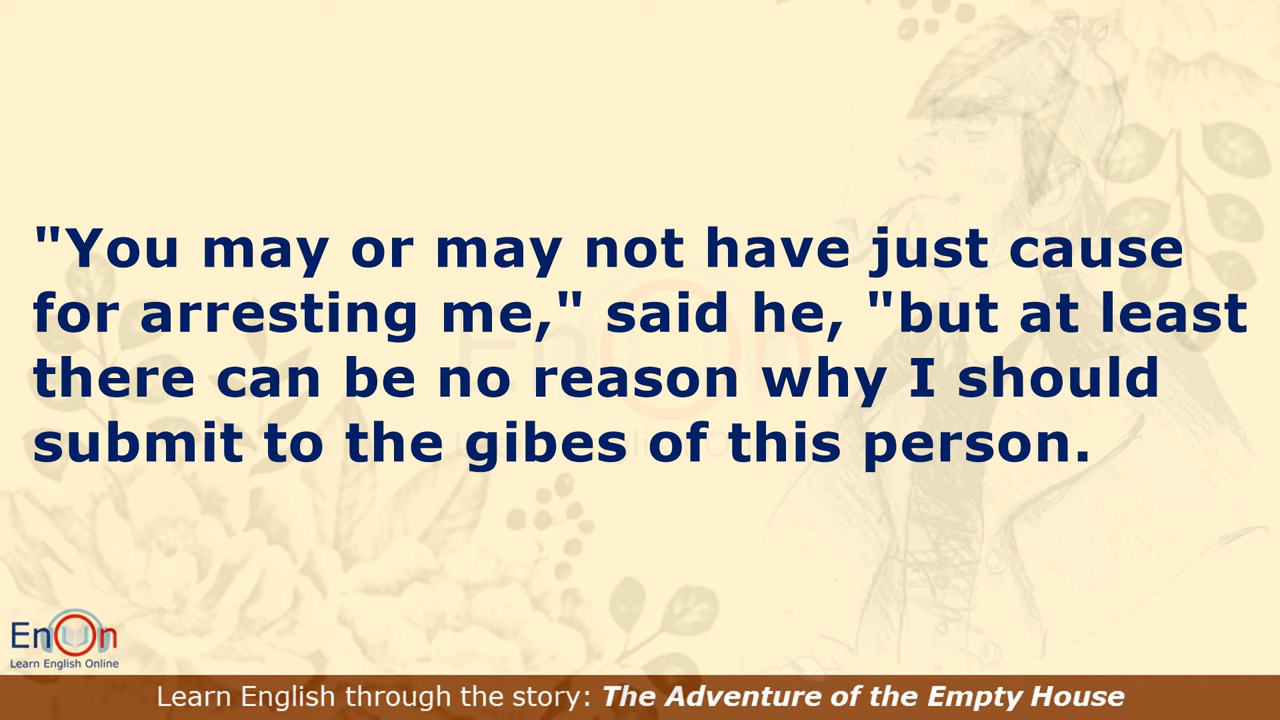 "You may or may not have just cause
for arresting me," said he, "but at least
there can be no reason why I should
submit to the gibes of this person.
EnOn
Learn English Online
Learn English through the story: The Adventure of the Empty House